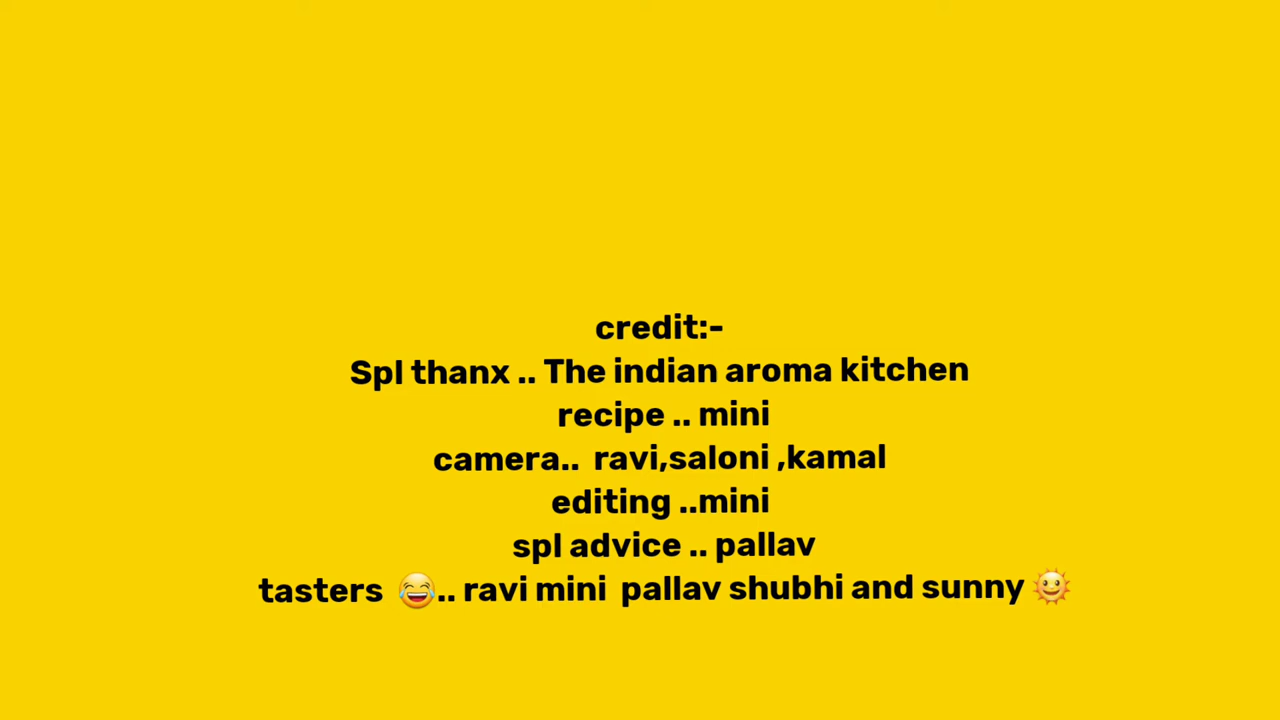 credit:-
Spl thanx .. The indian aroma kitchen
recipe .. mini
camera..  ravi,saloni ,kamal
editing ..mini
spl advice .. pallav
tasters 😂.. ravi mini  pallav shubhi and sunny 🌞